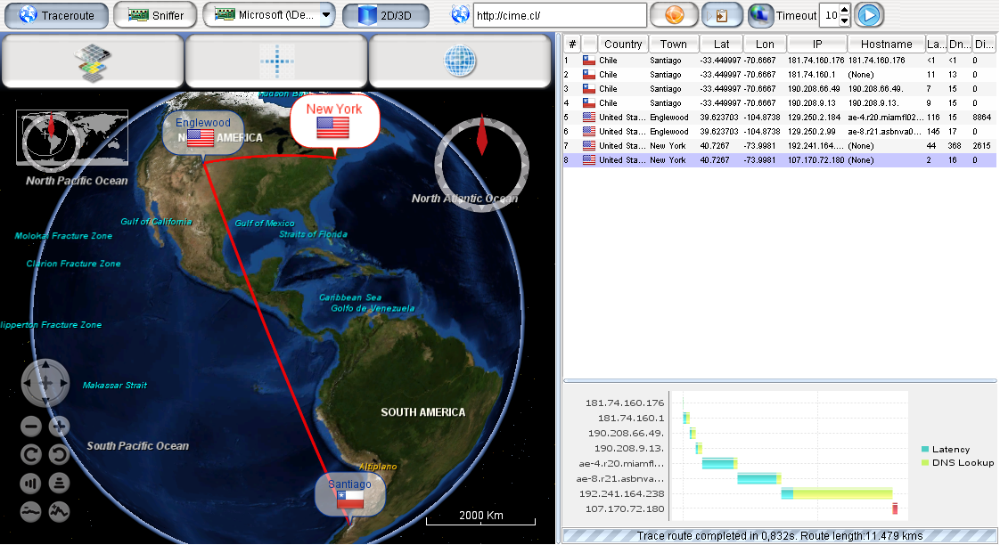 Traceroute Sniffer Microsoft (\De... 2D/3D http://cime.cl/ Timeout 10
Hudson Bay
New York
Englewood
NORTH AMERICA
North Pacific Ocean
North Atlantic Ocean
Gulf of California
Gulf of Mexico
Straits of Florida
Molokai Fracture Zone
Clarion Fracture Zone
Caribbean Sea
Golfo de Venezuela
lipperton Fracture Zone
Makassar Strait
SOUTH AMERICA
South Pacific Ocean
Altiplano
Santiago
2000 Km
# Country Town Lat Lon IP Hostname La... Dn... Di...
1 Chile Santiago -33.449997 -70.6667 181.74.160.176 181.74.160.176 <1 <1 0
2 Chile Santiago -33.449997 -70.6667 181.74.160.1 (None) 11 13 0
3 Chile Santiago -33.449997 -70.6667 190.208.66.49 190.208.66.49. 7 15 0
4 Chile Santiago -33.449997 -70.6667 190.208.9.13 190.208.9.13. 9 15 0
5 United Sta... Englewood 39.623703 -104.8738 129.250.2.184 ae-4.r20.miamfl02... 116 15 8864
6 United Sta... Englewood 39.623703 -104.8738 129.250.2.99 ae-8.r21.asbnva0... 145 17 0
7 United Sta... New York 40.7267 -73.9981 192.241.164.... (None) 44 368 2615
8 United Sta... New York 40.7267 -73.9981 107.170.72.180 (None) 2 16 0
181.74.160.176
181.74.160.1
190.208.66.49.
190.208.9.13.
ae-4.r20.miamfl...
ae-8.r21.asbnva...
192.241.164.238
107.170.72.180
Latency
DNS Lookup
Trace route completed in 0,832s. Route length:11.479 kms